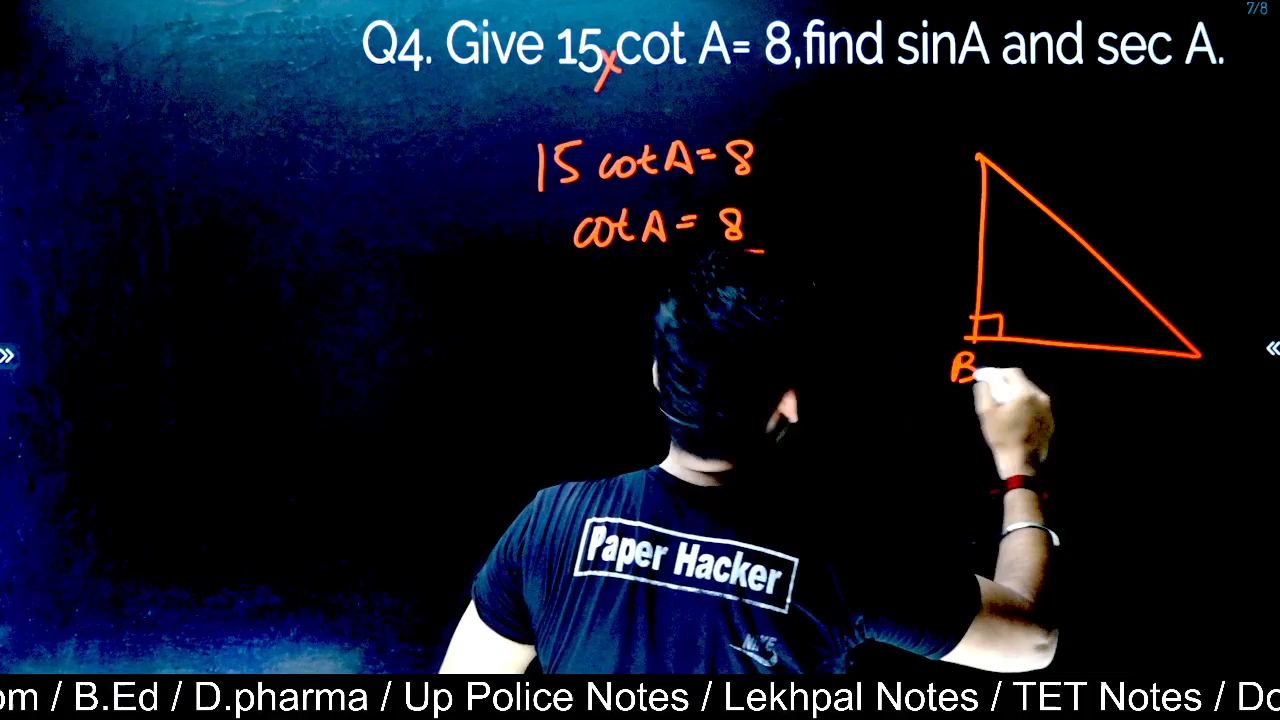 7/8
Q4. Give 15 cot A= 8,find sinA and sec A.
x
15 cot A = 8
cot A = 8
B
Paper Hacker
om / B.Ed / D.pharma / Up Police Notes / Lekhpal Notes / TET Notes / Do